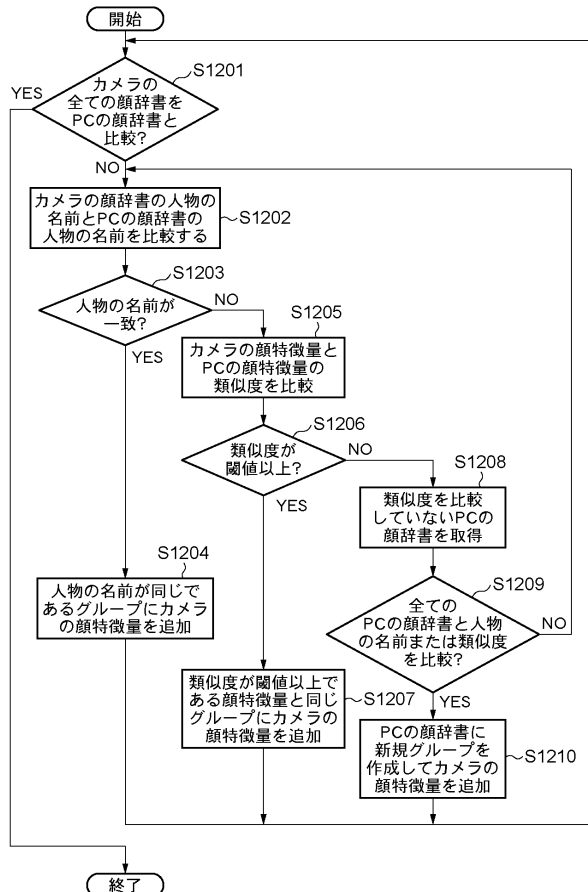 開始
S1201
カメラの
全ての顔辞書を
PCの顔辞書と
比較?
YES
NO
カメラの顔辞書の人物の
名前とPCの顔辞書の
人物の名前を比較する
S1202
S1203
人物の名前が
一致?
NO
YES
S1205
カメラの顔特徴量と
PCの顔特徴量の
類似度を比較
S1206
類似度が
閾値以上?
NO
YES
S1208
類似度を比較
していないPCの
顔辞書を取得
S1204
人物の名前が同じで
あるグループにカメラ
の顔特徴量を追加
S1209
全ての
PCの顔辞書と人物
の名前または類似度
を比較?
NO
YES
類似度が閾値以上で
ある顔特徴量と同じ
グループにカメラの
顔特徴量を追加
S1207
PCの顔辞書に
新規グループを
作成してカメラの
顔特徴量を追加
S1210
終了